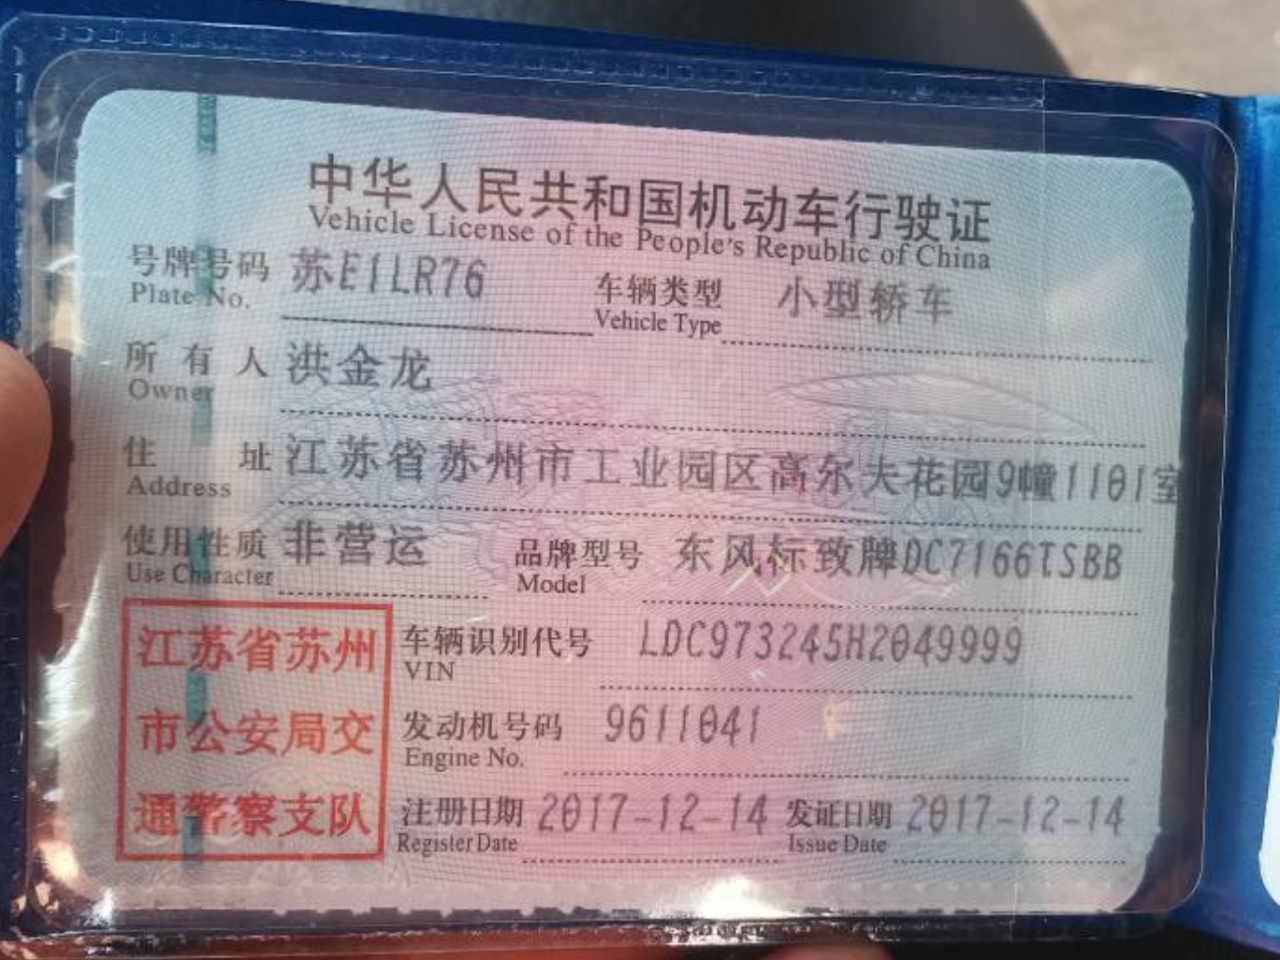 中华人民共和国机动车行驶证
Vehicle License of the People's Republic of China
号牌号码 苏E1LR76 车辆类型 小型轿车
Plate No. Vehicle Type
所有人 洪金龙
Owner
住址 江苏省苏州市工业园区高尔夫花园9幢1101室
Address
使用性质 非营运 品牌型号 东风标致牌DC7166TSBB
Use Character Model
江苏省苏州
市公安局交
通警察支队
车辆识别代号 LDC973245H2049999
VIN
发动机号码 9611041
Engine No.
注册日期 2017-12-14 发证日期 2017-12-14
Register Date Issue Date